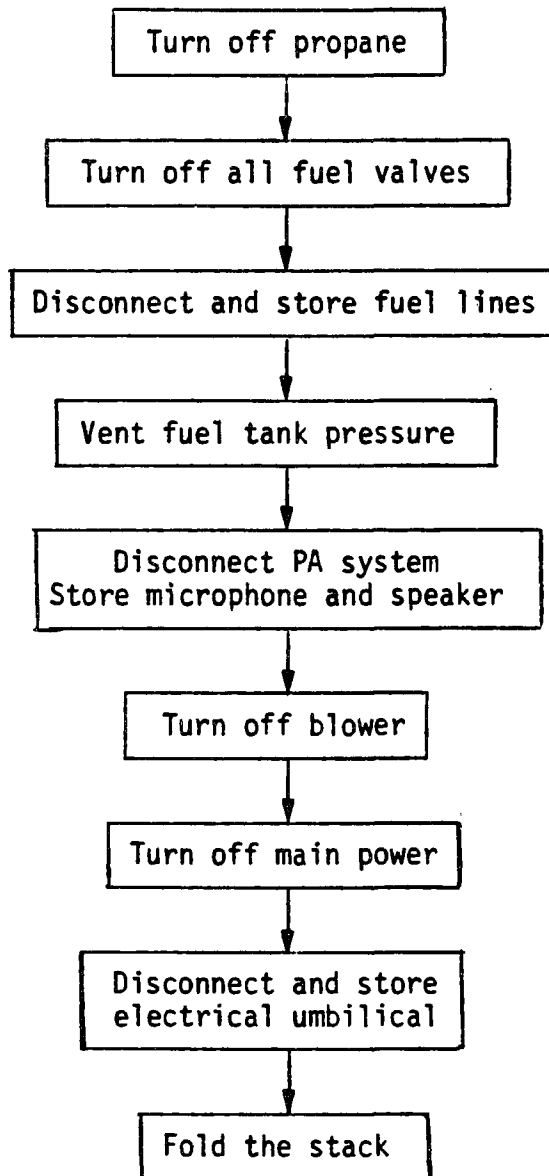 Turn off propane
Turn off all fuel valves
Disconnect and store fuel lines
Vent fuel tank pressure
Disconnect PA system
Store microphone and speaker
Turn off blower
Turn off main power
Disconnect and store
electrical umbilical
Fold the stack